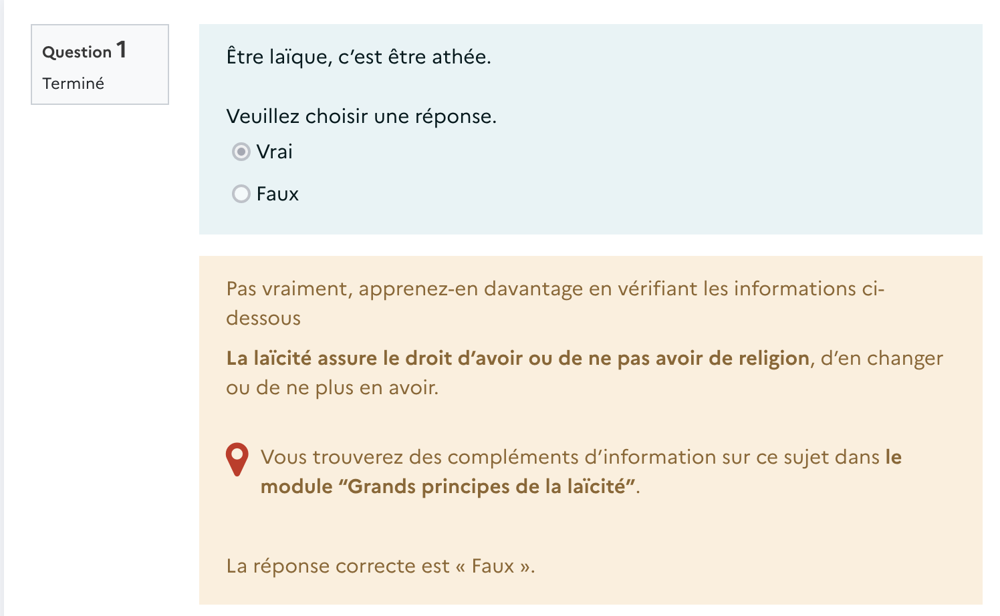 Question 1
Terminé
Être laïque, c’est être athée.
Veuillez choisir une réponse.
Vrai
Faux
Pas vraiment, apprenez-en davantage en vérifiant les informations ci-
dessous
La laïcité assure le droit d’avoir ou de ne pas avoir de religion, d’en changer
ou de ne plus en avoir.
Vous trouverez des compléments d’information sur ce sujet dans le
module “Grands principes de la laïcité”.
La réponse correcte est « Faux ».